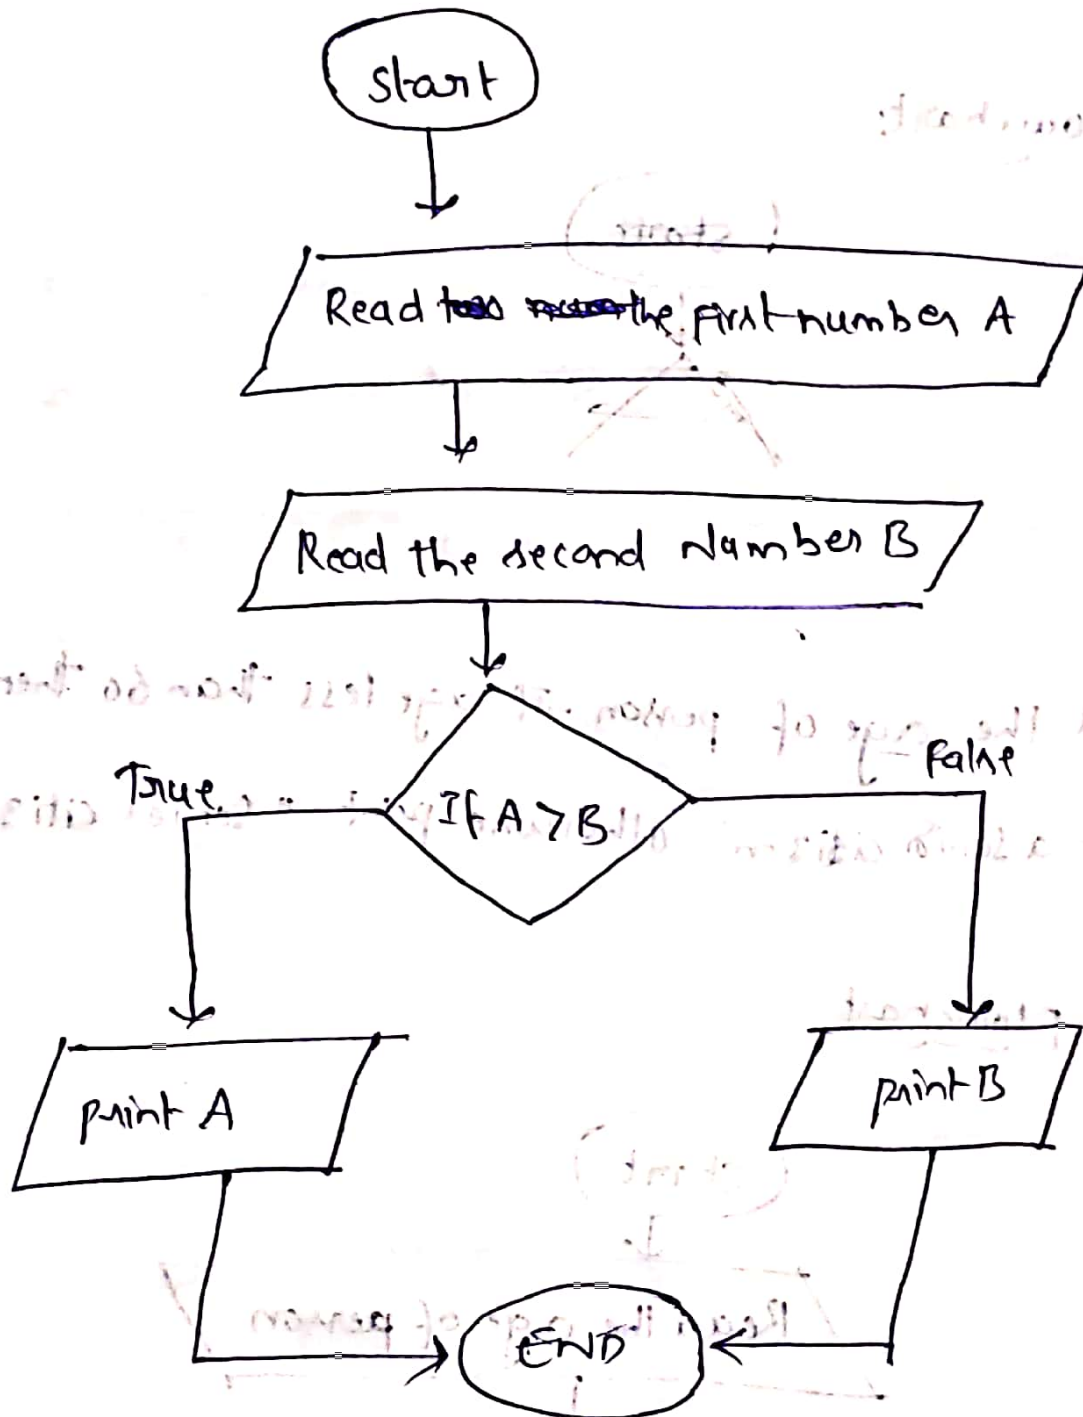 start
Read the first number A
Read the second Number B
True
False
If A > B
print A
print B
END